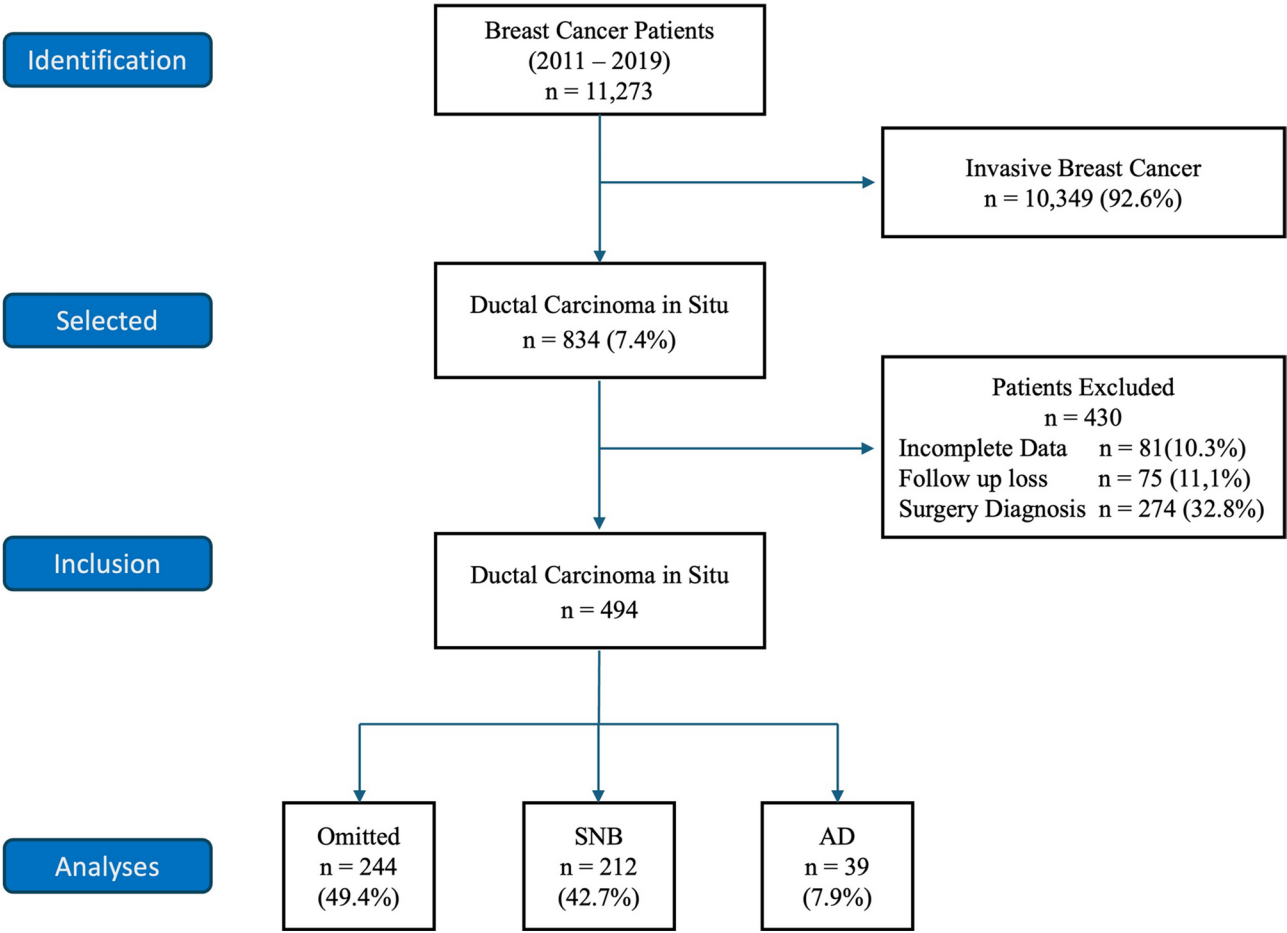 Identification
Breast Cancer Patients
(2011 – 2019)
n = 11,273
Invasive Breast Cancer
n = 10,349 (92.6%)
Selected
Ductal Carcinoma in Situ
n = 834 (7.4%)
Patients Excluded
n = 430
Incomplete Data n = 81(10.3%)
Follow up loss n = 75 (11,1%)
Surgery Diagnosis n = 274 (32.8%)
Inclusion
Ductal Carcinoma in Situ
n = 494
Analyses
Omitted
n = 244
(49.4%)
SNB
n = 212
(42.7%)
AD
n = 39
(7.9%)